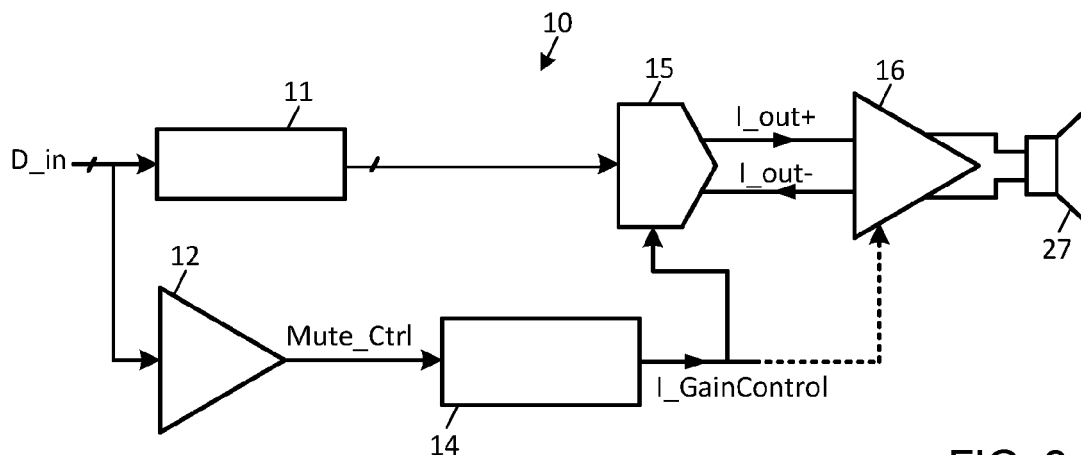 10
15
16
11
I_out+
D_in
I_out-
27
12
Mute_Ctrl
I_GainControl
14